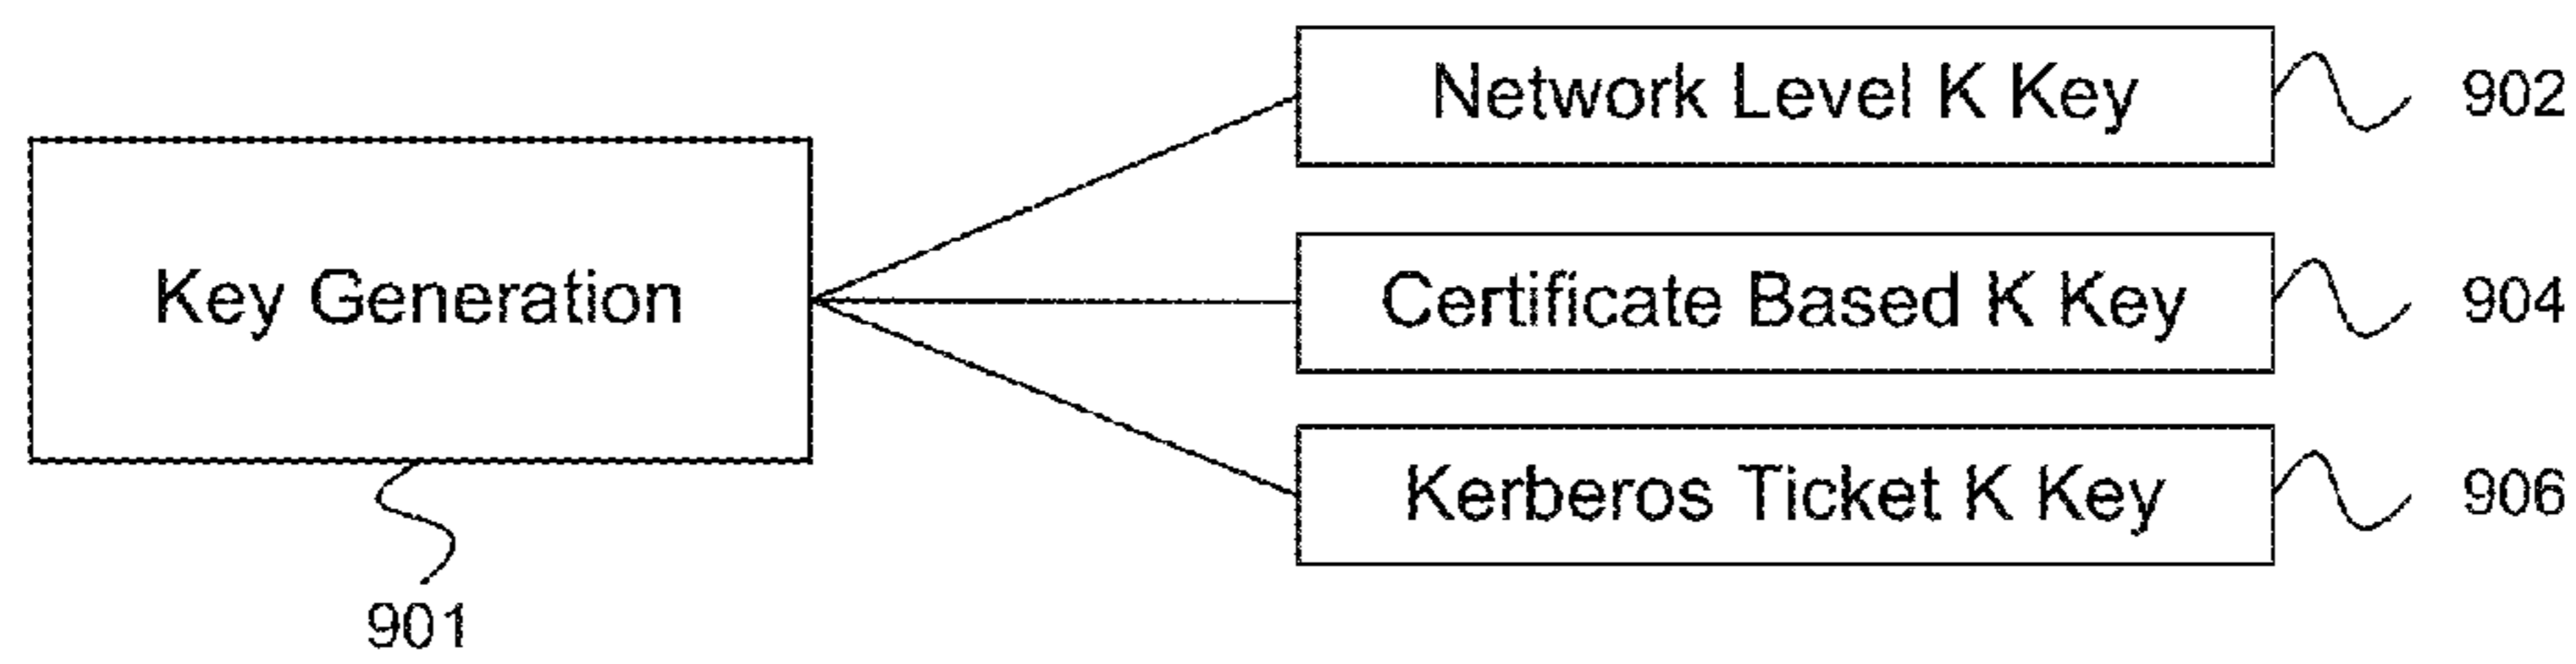 Network Level K Key
902
Key Generation
Certificate Based K Key
904
Kerberos Ticket K Key
906
901